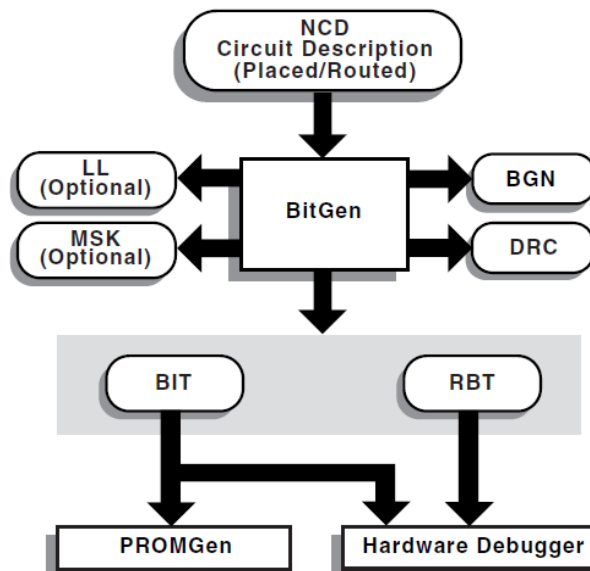 NCD
Circuit Description
(Placed/Routed)
LL
(Optional)
BitGen
BGN
MSK
(Optional)
DRC
BIT
RBT
PROMGen
Hardware Debugger